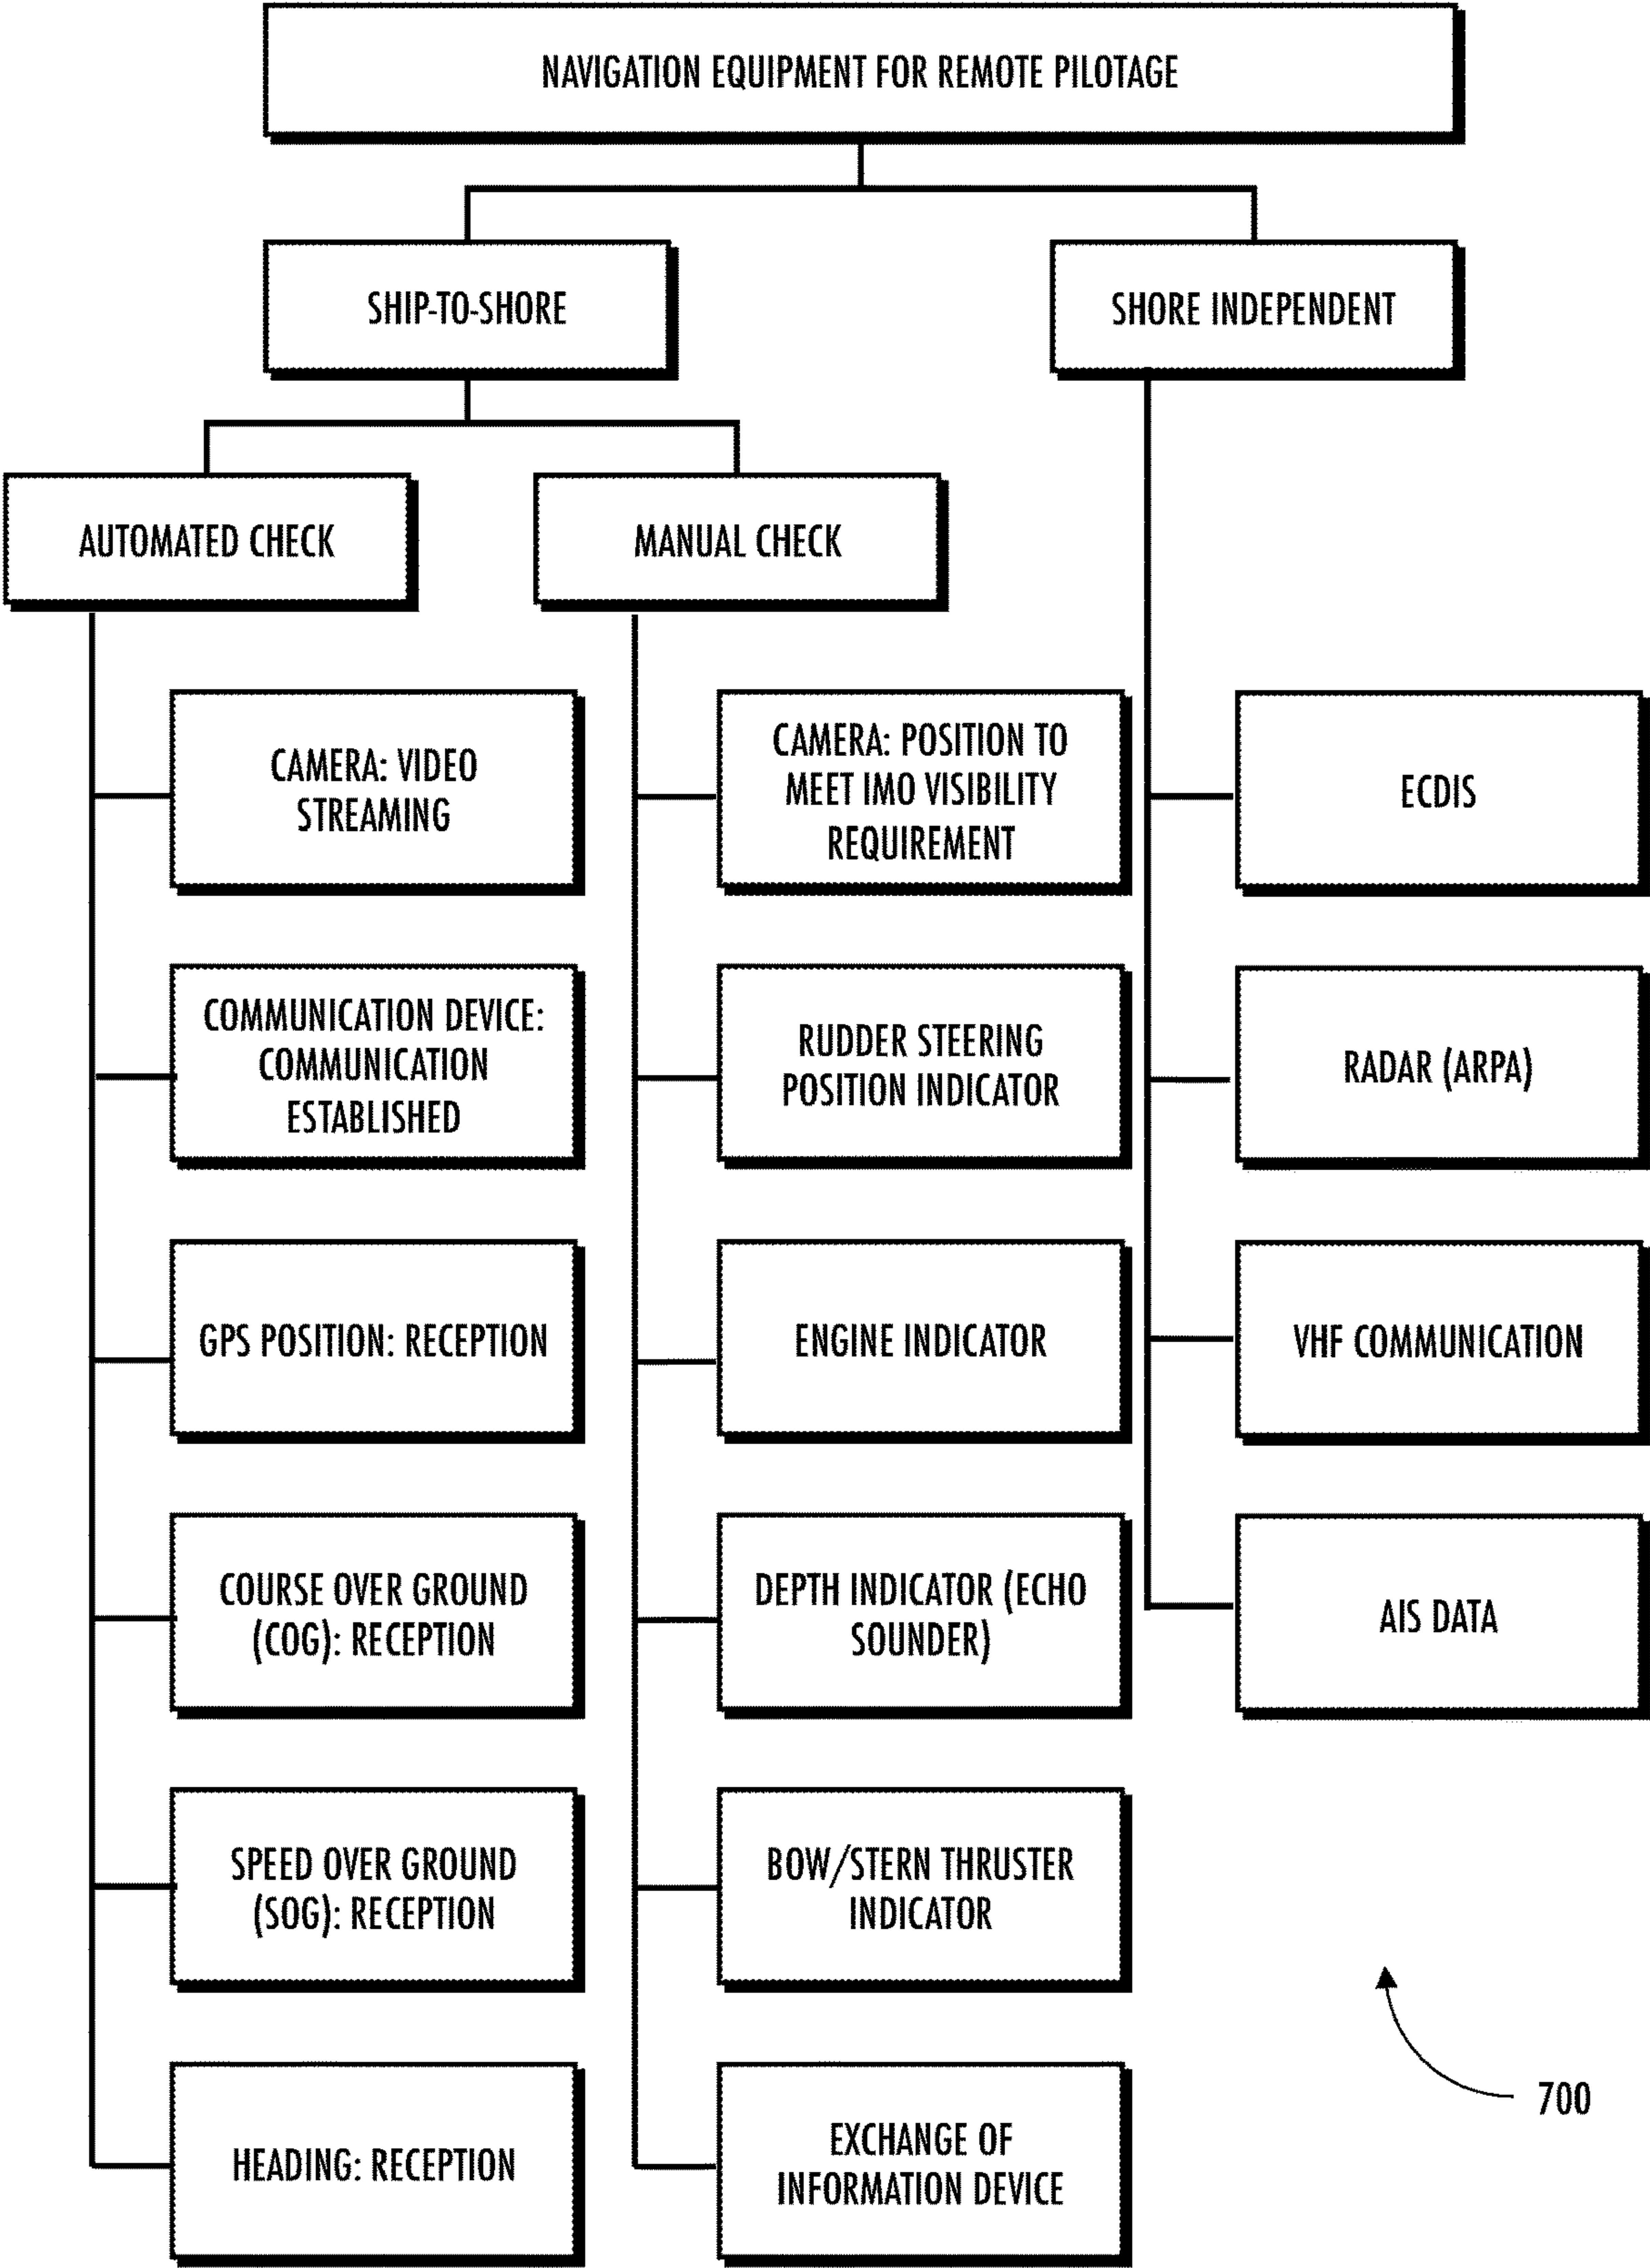 NAVIGATION EQUIPMENT FOR REMOTE PILOTAGE
SHIP-TO-SHORE
SHORE INDEPENDENT
AUTOMATED CHECK
MANUAL CHECK
CAMERA: VIDEO
STREAMING
COMMUNICATION DEVICE:
COMMUNICATION
ESTABLISHED
GPS POSITION: RECEPTION
COURSE OVER GROUND
(COG): RECEPTION
SPEED OVER GROUND
(SOG): RECEPTION
HEADING: RECEPTION
CAMERA: POSITION TO
MEET IMO VISIBILITY
REQUIREMENT
RUDDER STEERING
POSITION INDICATOR
ENGINE INDICATOR
DEPTH INDICATOR (ECHO
SOUNDER)
BOW/STERN THRUSTER
INDICATOR
EXCHANGE OF
INFORMATION DEVICE
ECDIS
RADAR (ARPA)
VHF COMMUNICATION
AIS DATA
700